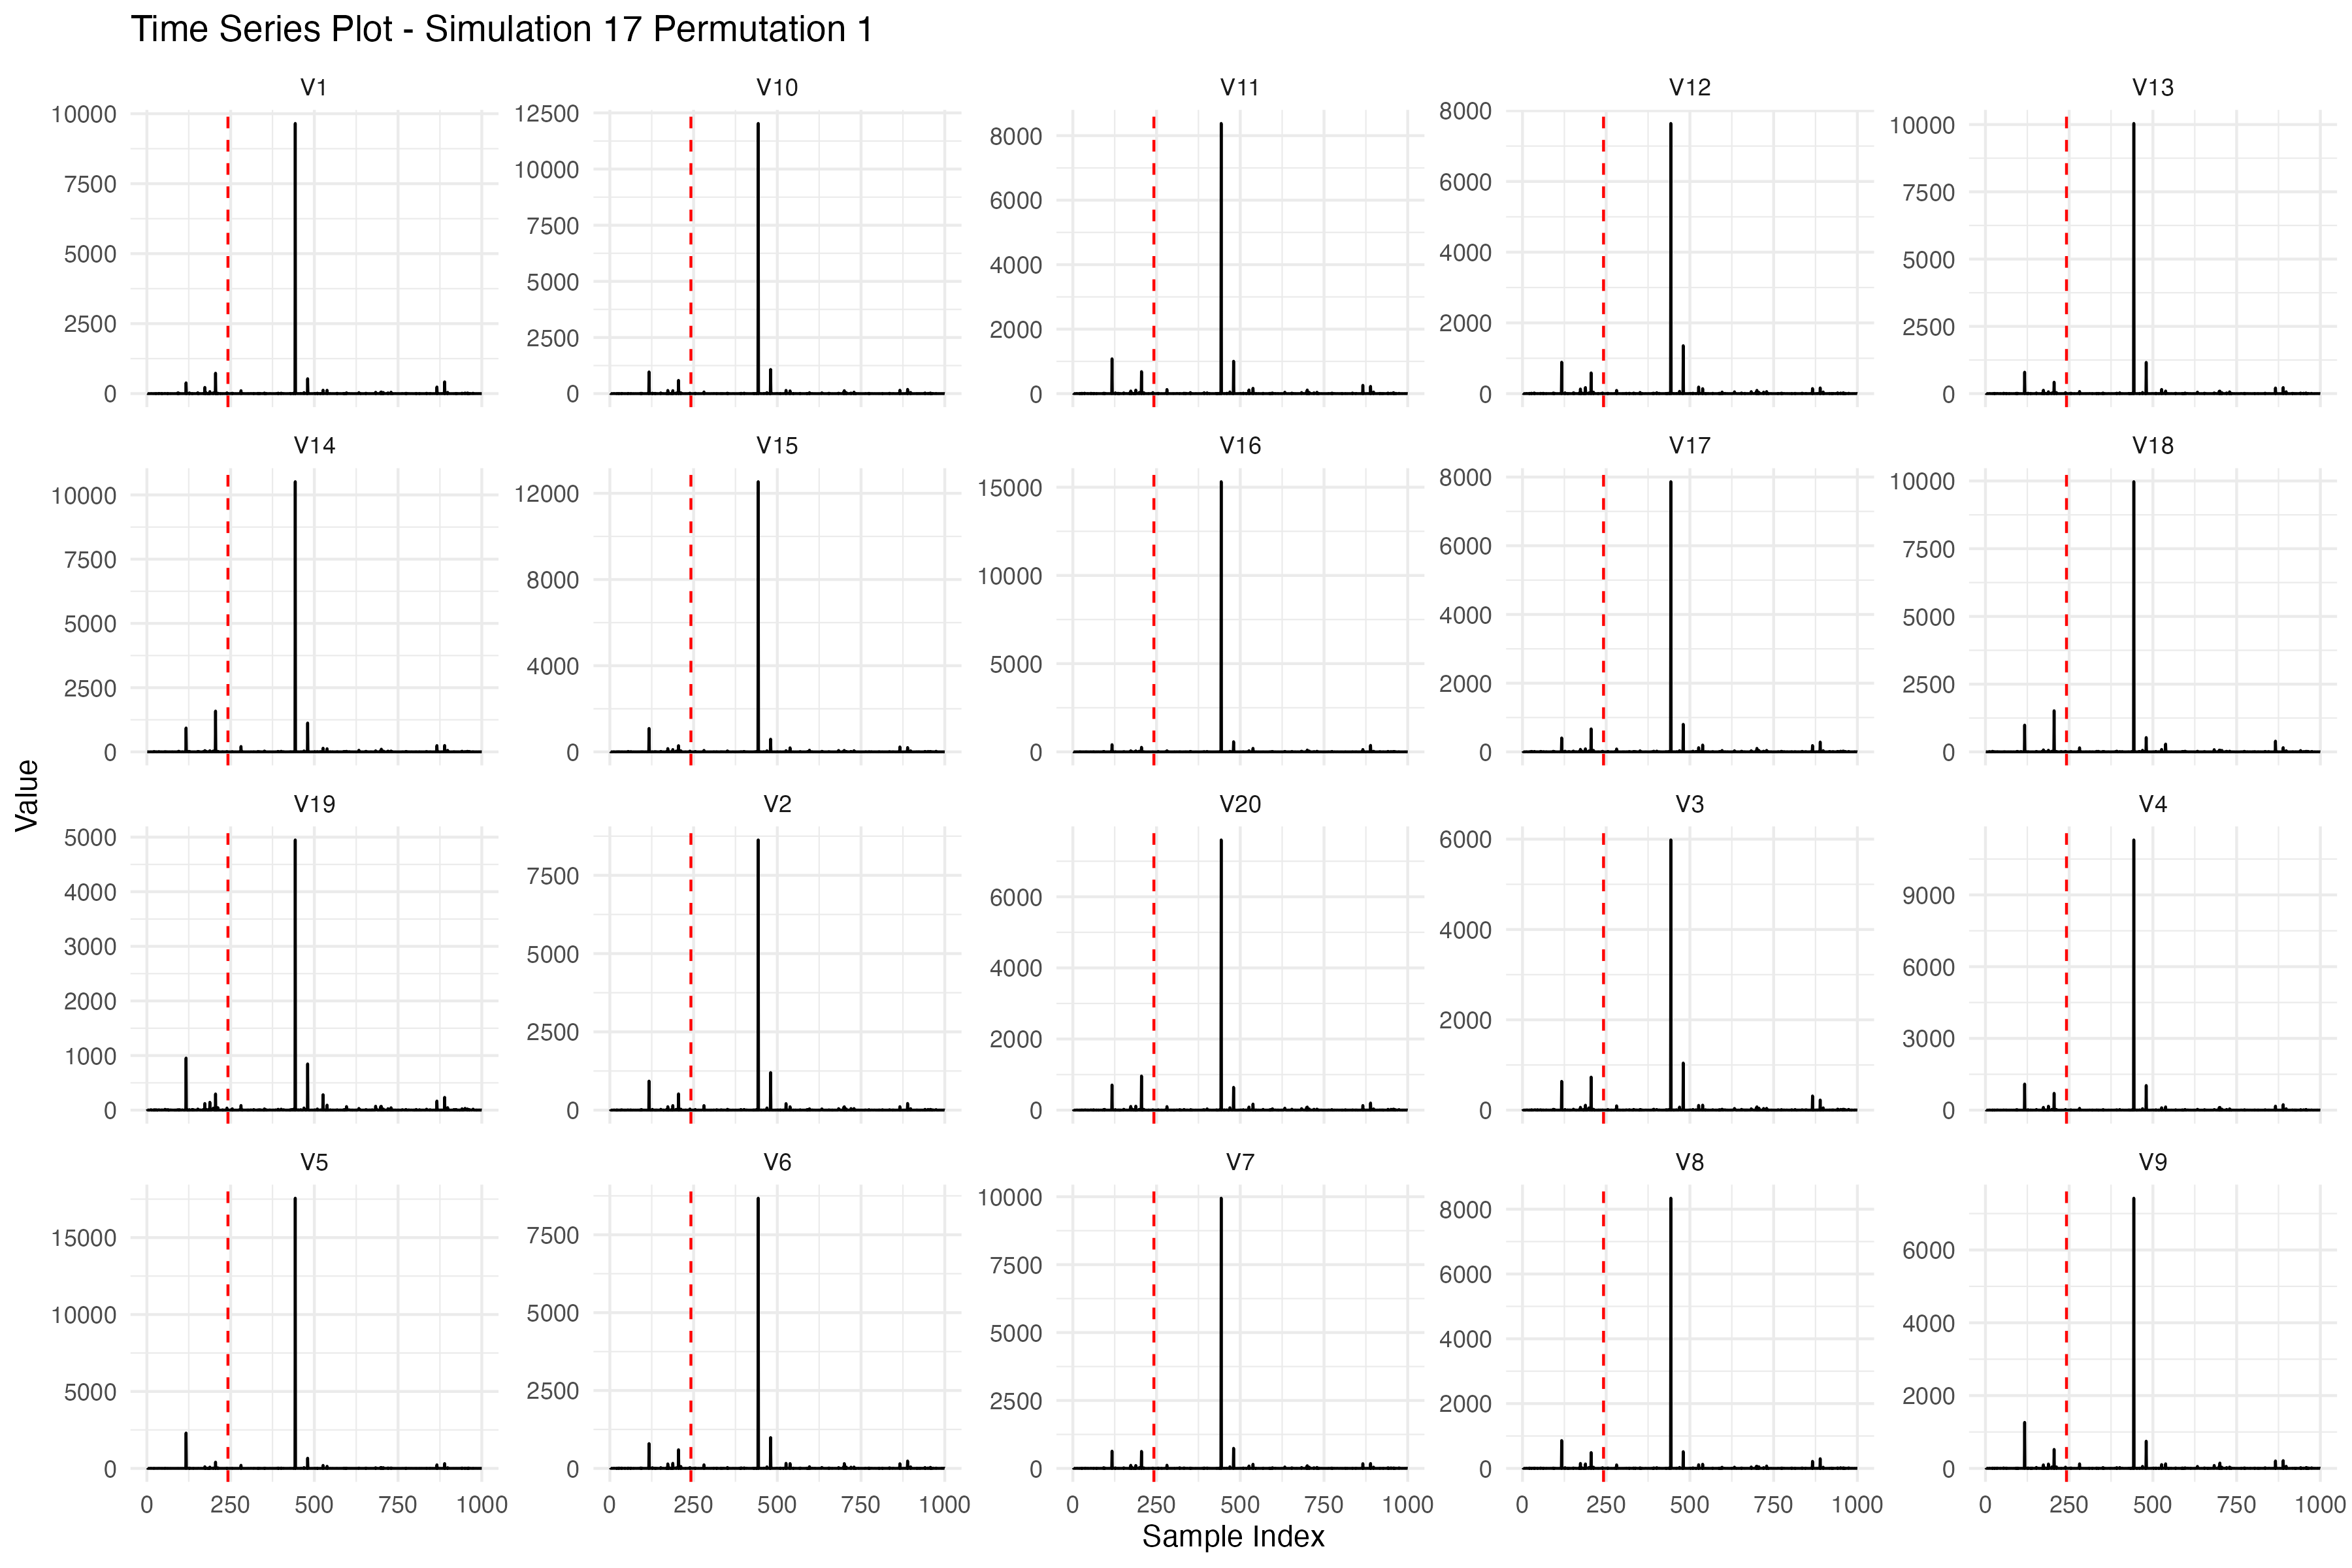 Time Series Plot - Simulation 17 Permutation 1
V1 V10 V11 V12 V13
10000 7500 5000 2500 0
12500 10000 7500 5000 2500 0
8000 6000 4000 2000 0
8000 6000 4000 2000 0
10000 7500 5000 2500 0
V14 V15 V16 V17 V18
10000 7500 5000 2500 0
12000 8000 4000 0
15000 10000 5000 0
8000 6000 4000 2000 0
10000 7500 5000 2500 0
Value
V19 V2 V20 V3 V4
5000 4000 3000 2000 1000 0
7500 5000 2500 0
6000 4000 2000 0
6000 4000 2000 0
9000 6000 3000 0
V5 V6 V7 V8 V9
15000 10000 5000 0
7500 5000 2500 0
10000 7500 5000 2500 0
8000 6000 4000 2000 0
6000 4000 2000 0
0 250 500 750 1000 0 250 500 750 1000 0 250 500 750 1000 0 250 500 750 1000 0 250 500 750 1000
Sample Index